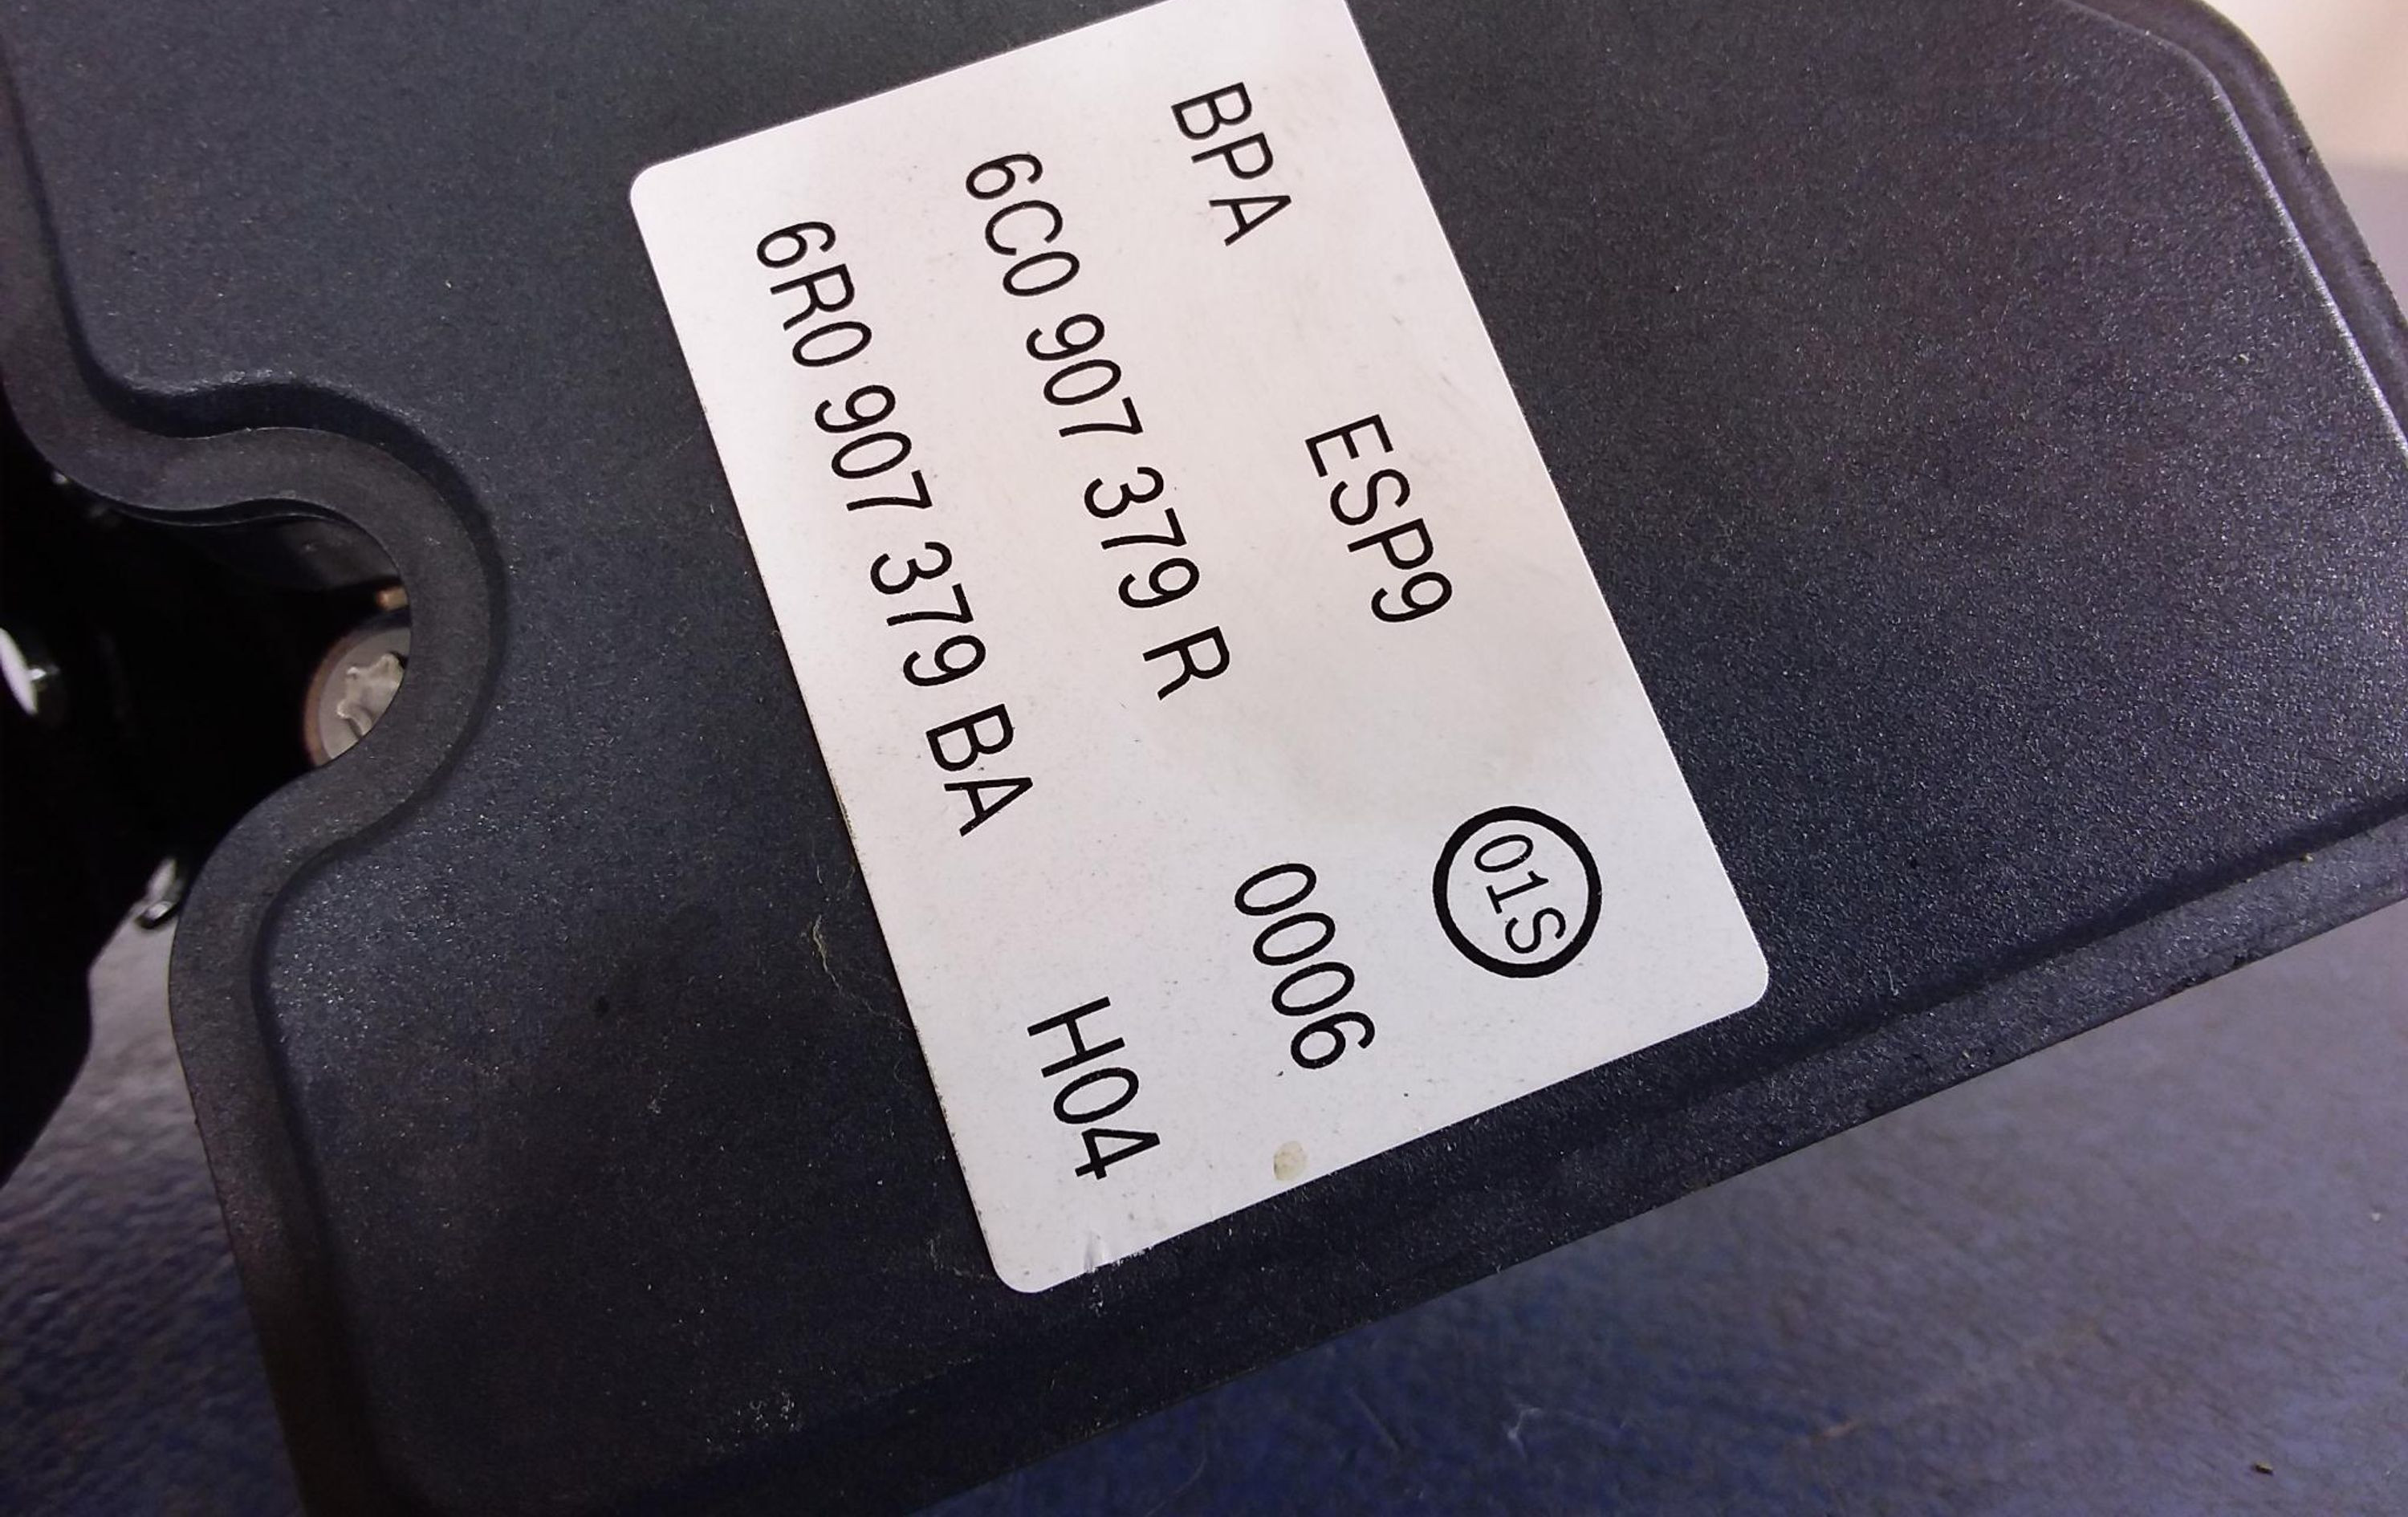 BPA ESP9 01S
6C0 907 379 R 0006
6R0 907 379 BA H04